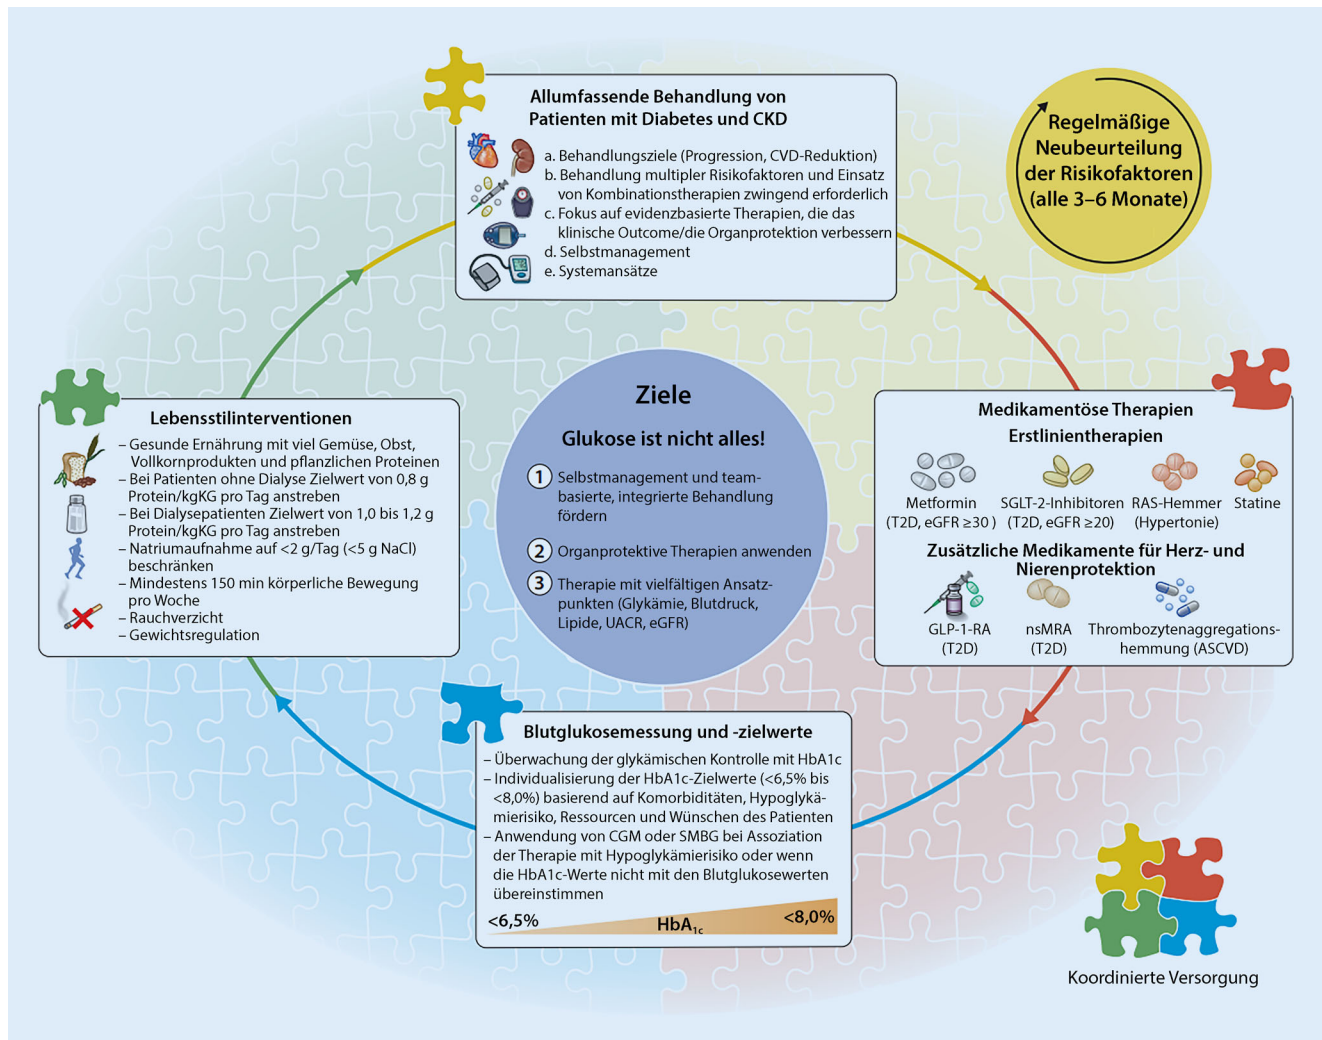 Allumfassende Behandlung von
Patienten mit Diabetes und CKD
a. Behandlungsziele (Progression, CVD-Reduktion)
b. Behandlung multipler Risikofaktoren und Einsatz
von Kombinationstherapien zwingend erforderlich
c. Fokus auf evidenzbasierte Therapien, die das
klinische Outcome/die Organprotektion verbessern
d. Selbstmanagement
e. Systemansätze
Regelmäßige
Neubeurteilung
der Risikofaktoren
(alle 3–6 Monate)
Lebensstilinterventionen
– Gesunde Ernährung mit viel Gemüse, Obst,
Vollkornprodukten und pflanzlichen Proteinen
– Bei Patienten ohne Dialyse Zielwert von 0,8 g
Protein/kgKG pro Tag anstreben
– Bei Dialysepatienten Zielwert von 1,0 bis 1,2 g
Protein/kgKG pro Tag anstreben
– Natriumaufnahme auf <2 g/Tag (<5 g NaCl)
beschränken
– Mindestens 150 min körperliche Bewegung
pro Woche
– Rauchverzicht
– Gewichtsregulation
Ziele
Glukose ist nicht alles!
1 Selbstmanagement und team-
basierte, integrierte Behandlung
fördern
2 Organprotektive Therapien anwenden
3 Therapie mit vielfältigen Ansatz-
punkten (Glykämie, Blutdruck,
Lipide, UACR, eGFR)
Medikamentöse Therapien
Erstlinientherapien
Metformin SGLT-2-Inhibitoren RAS-Hemmer Statine
(T2D, eGFR ≥30 ) (T2D, eGFR ≥20) (Hypertonie)
Zusätzliche Medikamente für Herz- und
Nierenprotektion
GLP-1-RA nsMRA Thrombozytenaggregations-
(T2D) (T2D) hemmung (ASCVD)
Blutglukosemessung und -zielwerte
– Überwachung der glykämischen Kontrolle mit HbA1c
– Individualisierung der HbA1c-Zielwerte (<6,5% bis
<8,0%) basierend auf Komorbiditäten, Hypoglykä-
mierisiko, Ressourcen und Wünschen des Patienten
– Anwendung von CGM oder SMBG bei Assoziation
der Therapie mit Hypoglykämierisiko oder wenn
die HbA1c-Werte nicht mit den Blutglukosewerten
übereinstimmen
<6,5% HbA1c <8,0%
Koordinierte Versorgung